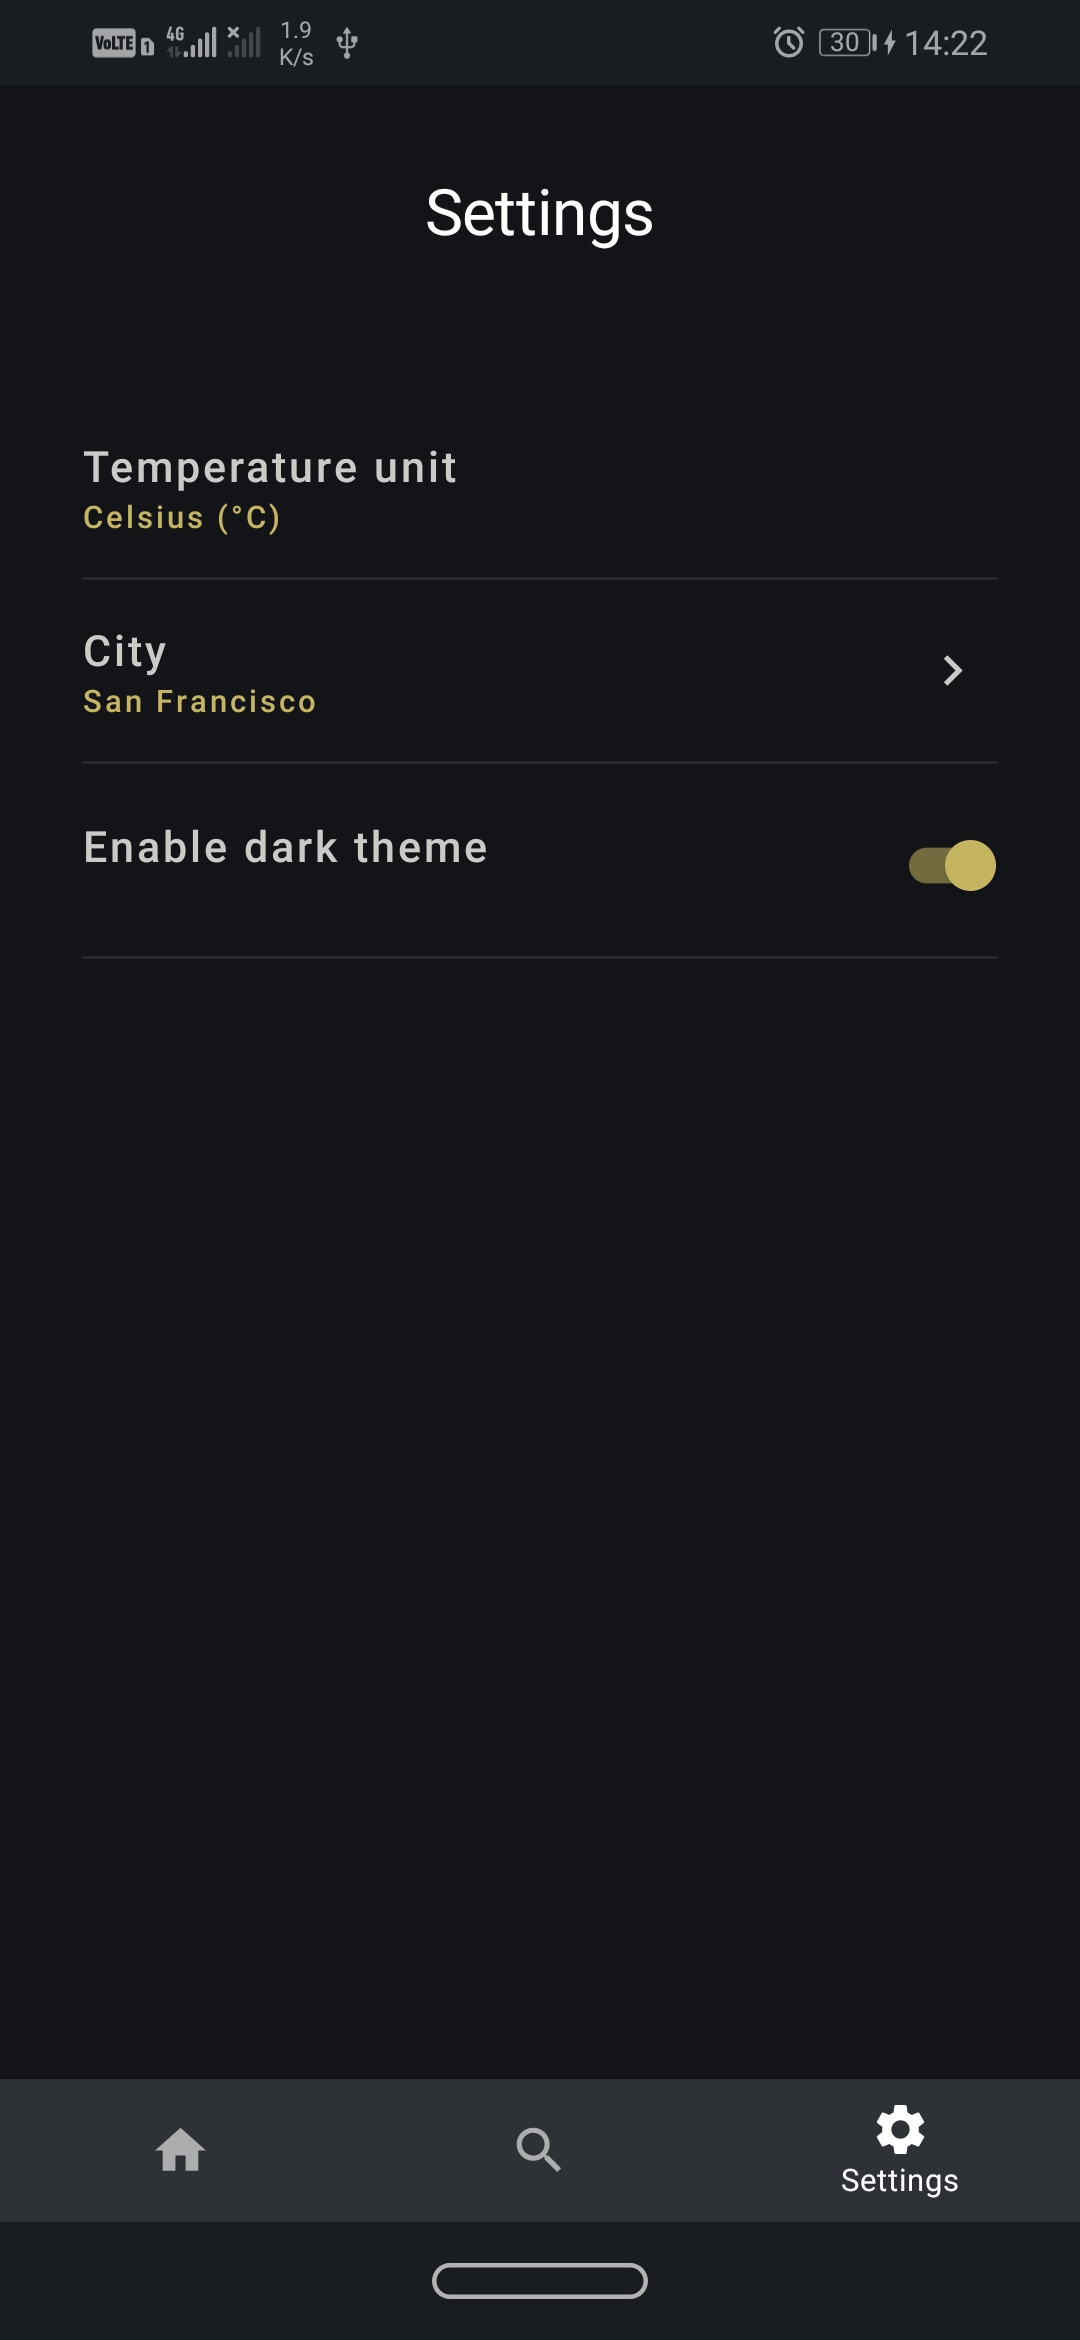 VoLTE 1 4G 1.9 K/s 30 14:22
Settings
Temperature unit
Celsius (°C)
City
San Francisco
Enable dark theme
Settings